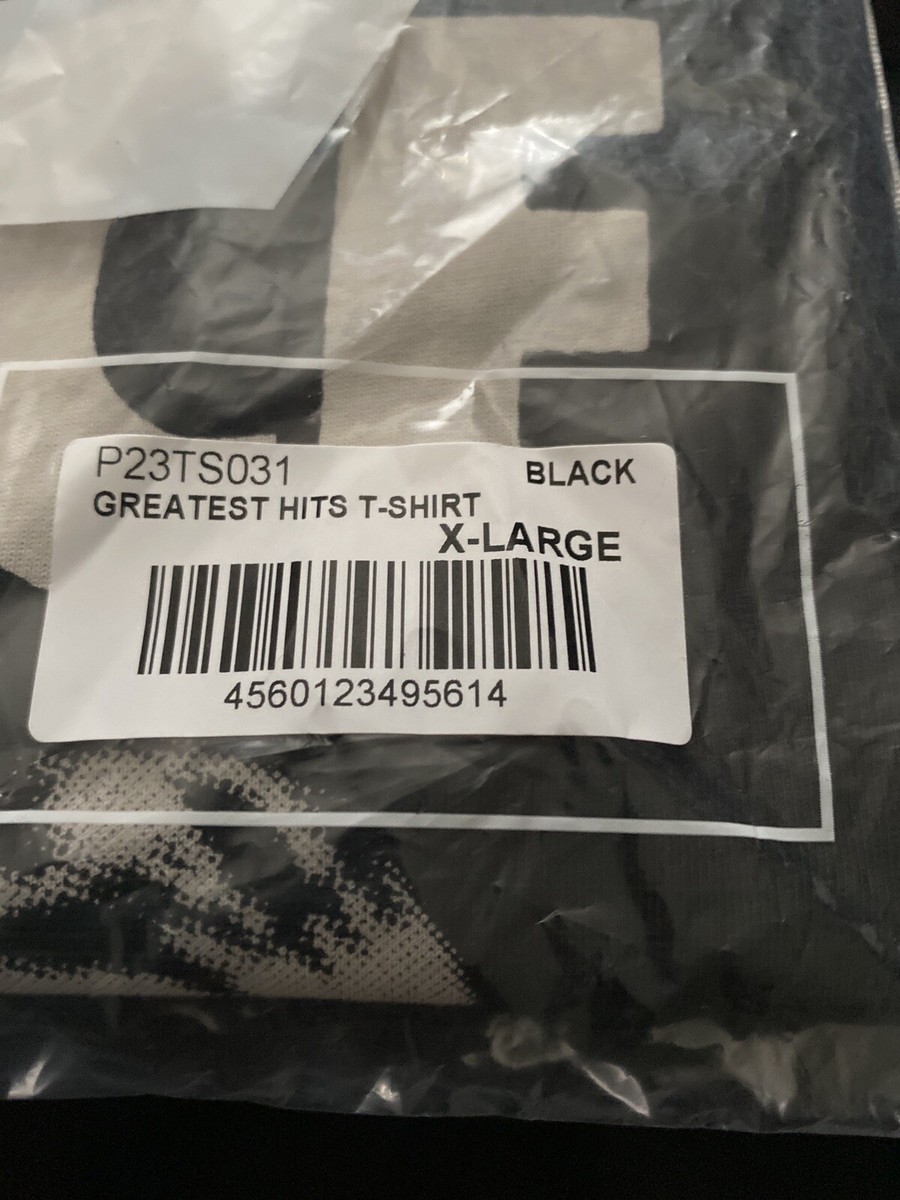 P23TS031 BLACK
GREATEST HITS T-SHIRT
X-LARGE
4560123495614